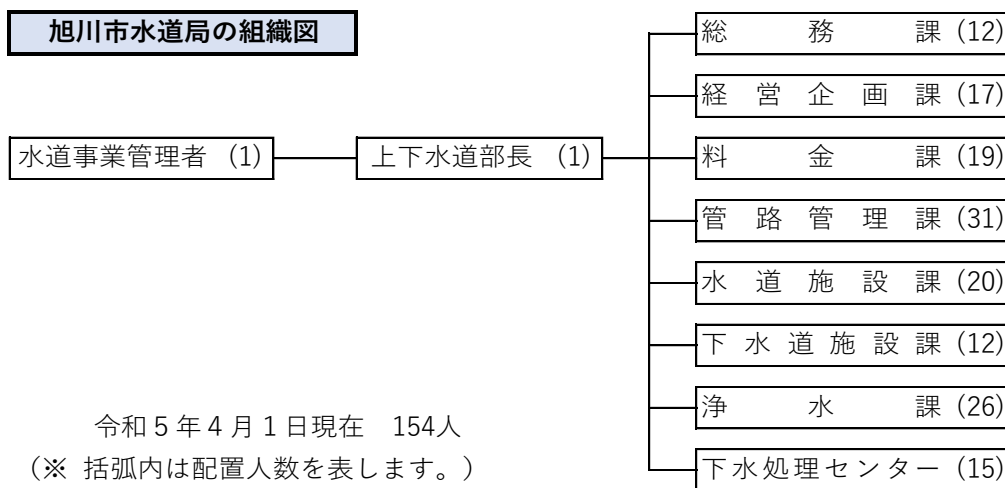 旭川市水道局の組織図
水道事業管理者 (1)
上下水道部長 (1)
総務課 (12)
経営企画課 (17)
料金課 (19)
管路管理課 (31)
水道施設課 (20)
下水道施設課 (12)
浄水課 (26)
下水処理センター (15)
令和5年4月1日現在 154人
(※ 括弧内は配置人数を表します。)